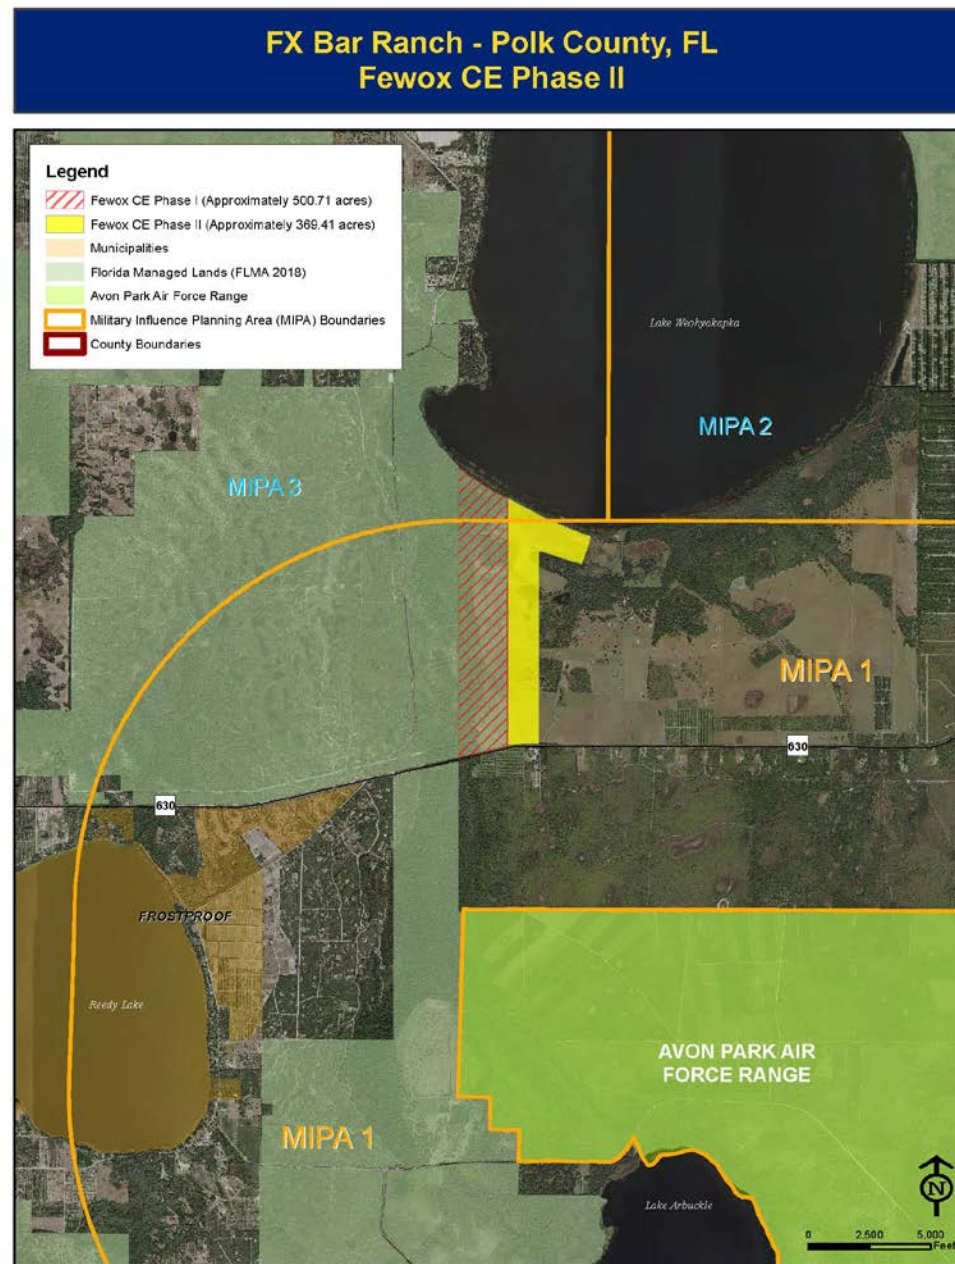 FX Bar Ranch - Polk County, FL
Fewox CE Phase II
Legend
Fewox CE Phase I (Approximately 500.71 acres)
Fewox CE Phase II (Approximately 369.41 acres)
Municipalities
Florida Managed Lands (FLMA 2018)
Avon Park Air Force Range
Military Influence Planning Area (MIPA) Boundaries
County Boundaries
Lake Weohyakapka
MIPA 2
MIPA 3
MIPA 1
630
630
FROSTPROOF
Reedy Lake
AVON PARK AIR
FORCE RANGE
MIPA 1
Lake Arbuckle
N
0 2,500 5,000
Feet